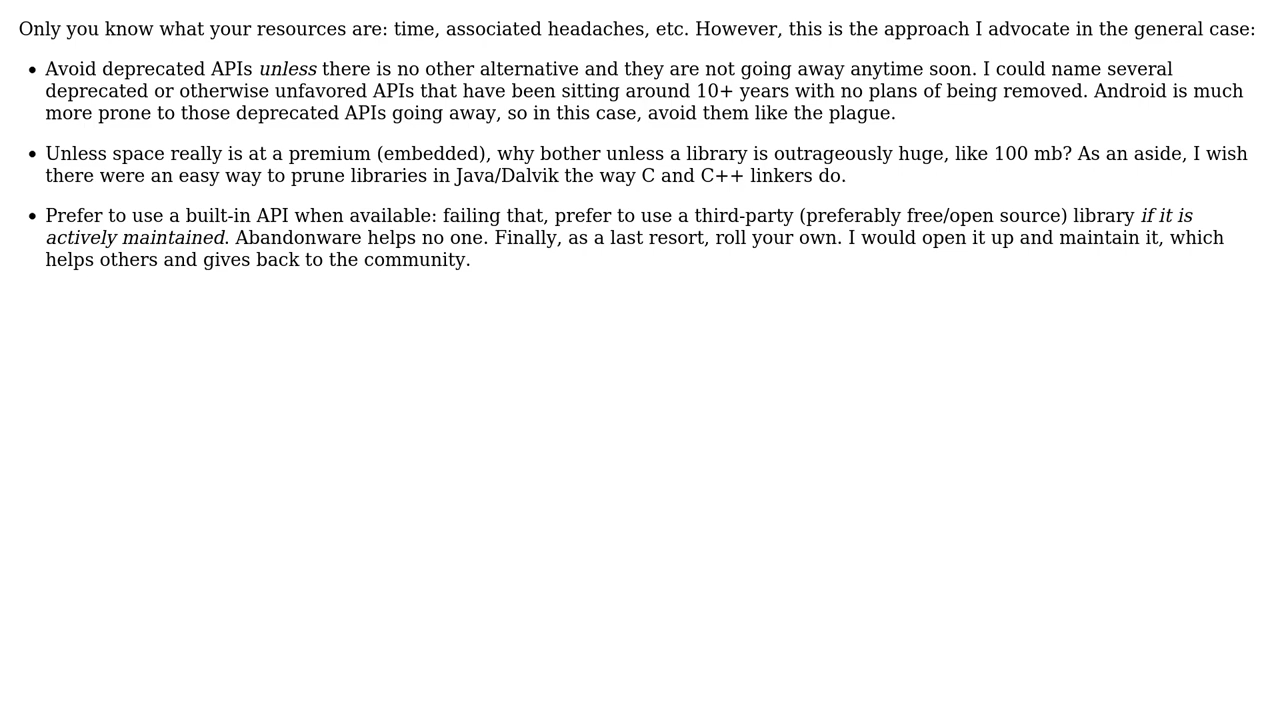 Only you know what your resources are: time, associated headaches, etc. However, this is the approach I advocate in the general case:
• Avoid deprecated APIs unless there is no other alternative and they are not going away anytime soon. I could name several
deprecated or otherwise unfavored APIs that have been sitting around 10+ years with no plans of being removed. Android is much
more prone to those deprecated APIs going away, so in this case, avoid them like the plague.
• Unless space really is at a premium (embedded), why bother unless a library is outrageously huge, like 100 mb? As an aside, I wish
there were an easy way to prune libraries in Java/Dalvik the way C and C++ linkers do.
• Prefer to use a built-in API when available: failing that, prefer to use a third-party (preferably free/open source) library if it is
actively maintained. Abandonware helps no one. Finally, as a last resort, roll your own. I would open it up and maintain it, which
helps others and gives back to the community.